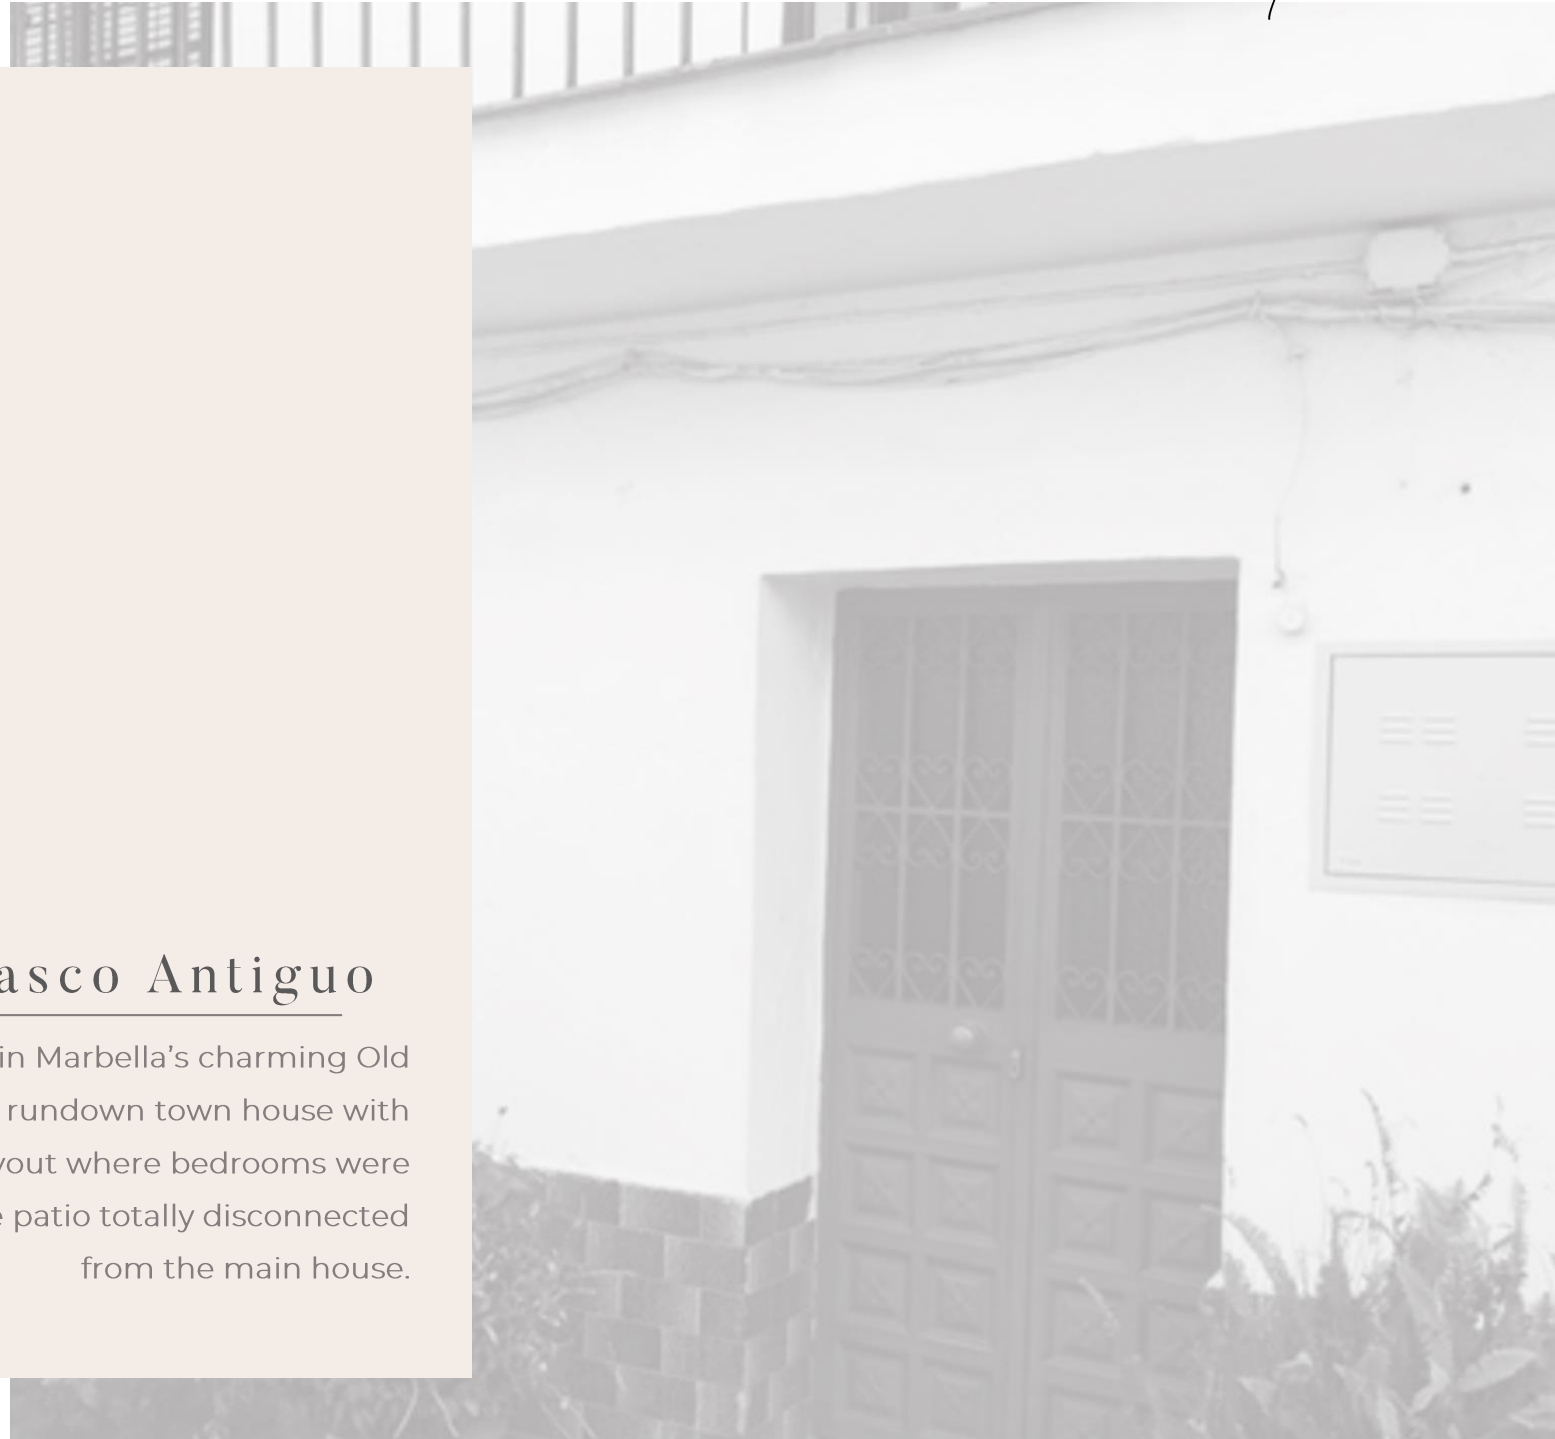 asco Antiguo
in Marbella’s charming Old
rundown town house with
yout where bedrooms were
e patio totally disconnected
from the main house.